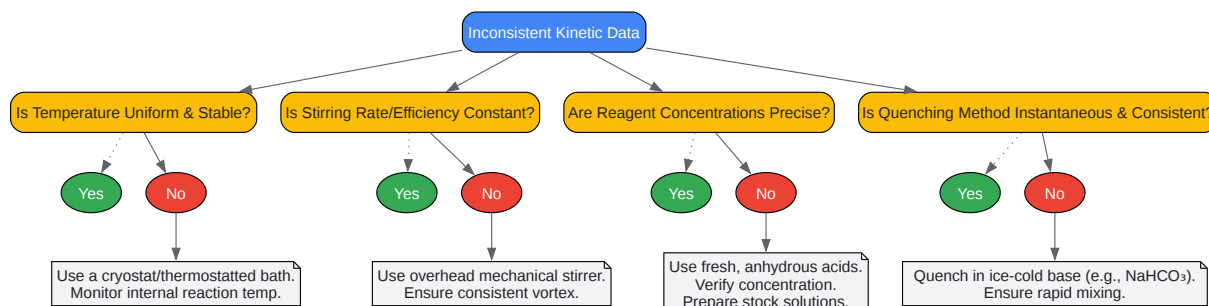 Inconsistent Kinetic Data
Is Temperature Uniform & Stable?
Is Stirring Rate/Efficiency Constant?
Are Reagent Concentrations Precise?
Is Quenching Method Instantaneous & Consistent?
Yes
No
Yes
No
Yes
No
Yes
No
Use a cryostat/thermostatted bath.
Monitor internal reaction temp.
Use overhead mechanical stirrer.
Ensure consistent vortex.
Use fresh, anhydrous acids.
Verify concentration.
Prepare stock solutions.
Quench in ice-cold base (e.g., NaHCO₃).
Ensure rapid mixing.